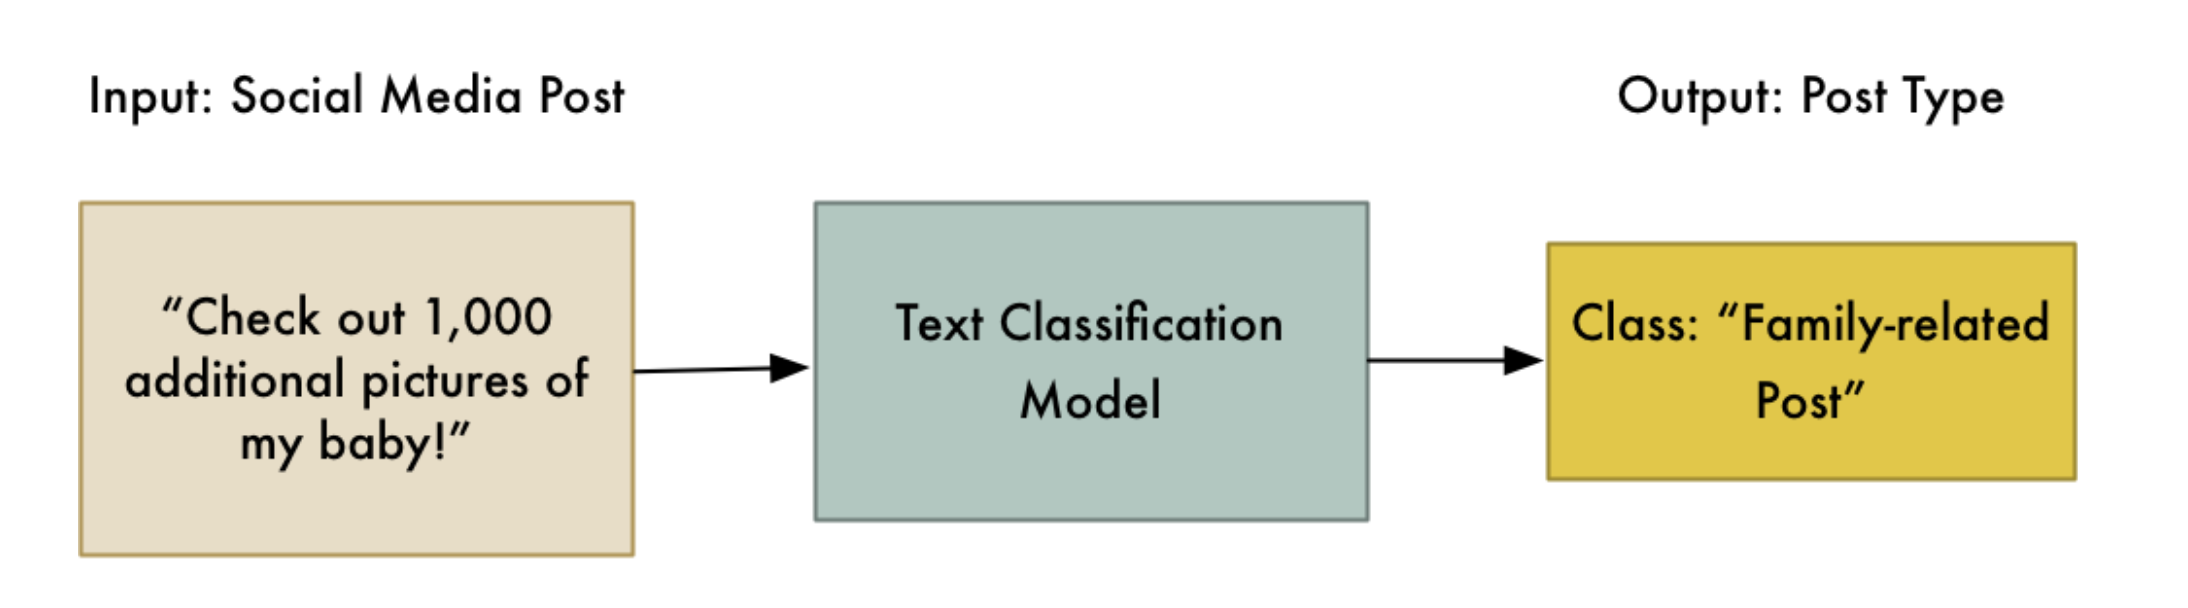 Input: Social Media Post
Output: Post Type
“Check out 1,000
additional pictures of
my baby!”
Text Classification
Model
Class: “Family-related
Post”